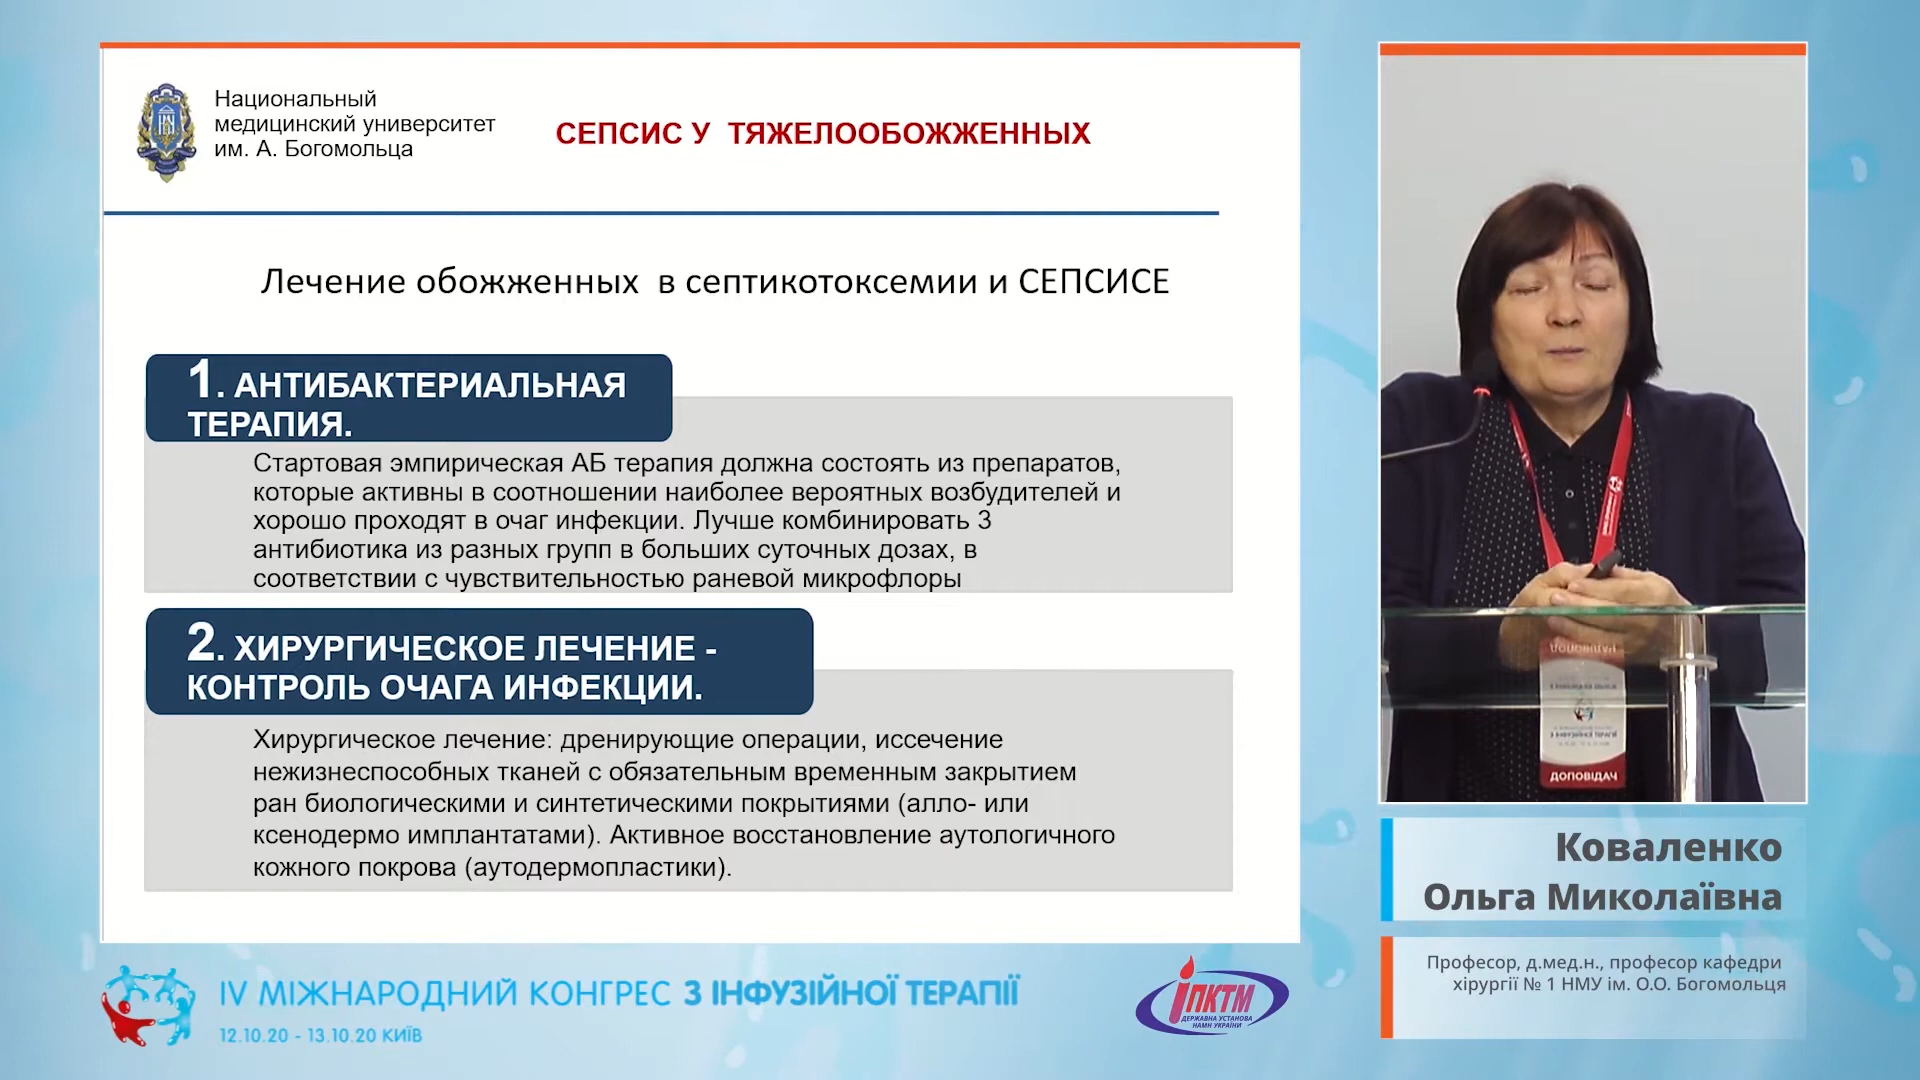 Национальный
медицинский университет
им. А. Богомольца
СЕПСИС У ТЯЖЕЛООБОЖЖЕННЫХ
Лечение обожженных в септикотоксемии и СЕПСИСЕ
1. АНТИБАКТЕРИАЛЬНАЯ
ТЕРАПИЯ.
Стартовая эмпирическая АБ терапия должна состоять из препаратов,
которые активны в соотношении наиболее вероятных возбудителей и
хорошо проходят в очаг инфекции. Лучше комбинировать 3
антибиотика из разных групп в больших суточных дозах, в
соответствии с чувствительностью раневой микрофлоры
2. ХИРУРГИЧЕСКОЕ ЛЕЧЕНИЕ -
КОНТРОЛЬ ОЧАГА ИНФЕКЦИИ.
Хирургическое лечение: дренирующие операции, иссечение
нежизнеспособных тканей с обязательным временным закрытием
ран биологическими и синтетическими покрытиями (алло- или
ксенодермо имплантатами). Активное восстановление аутологичного
кожного покрова (аутодермопластики).
ДОПОВІДАЧ
Коваленко
Ольга Миколаївна
Професор, д.мед.н., професор кафедри
хірургії № 1 НМУ ім. О.О. Богомольця
IV МІЖНАРОДНИЙ КОНГРЕС З ІНФУЗІЙНОЇ ТЕРАПІЇ
12.10.20 - 13.10.20 КИЇВ
ІПКТМ
ДЕРЖАВНА УСТАНОВА
НАМН УКРАЇНИ